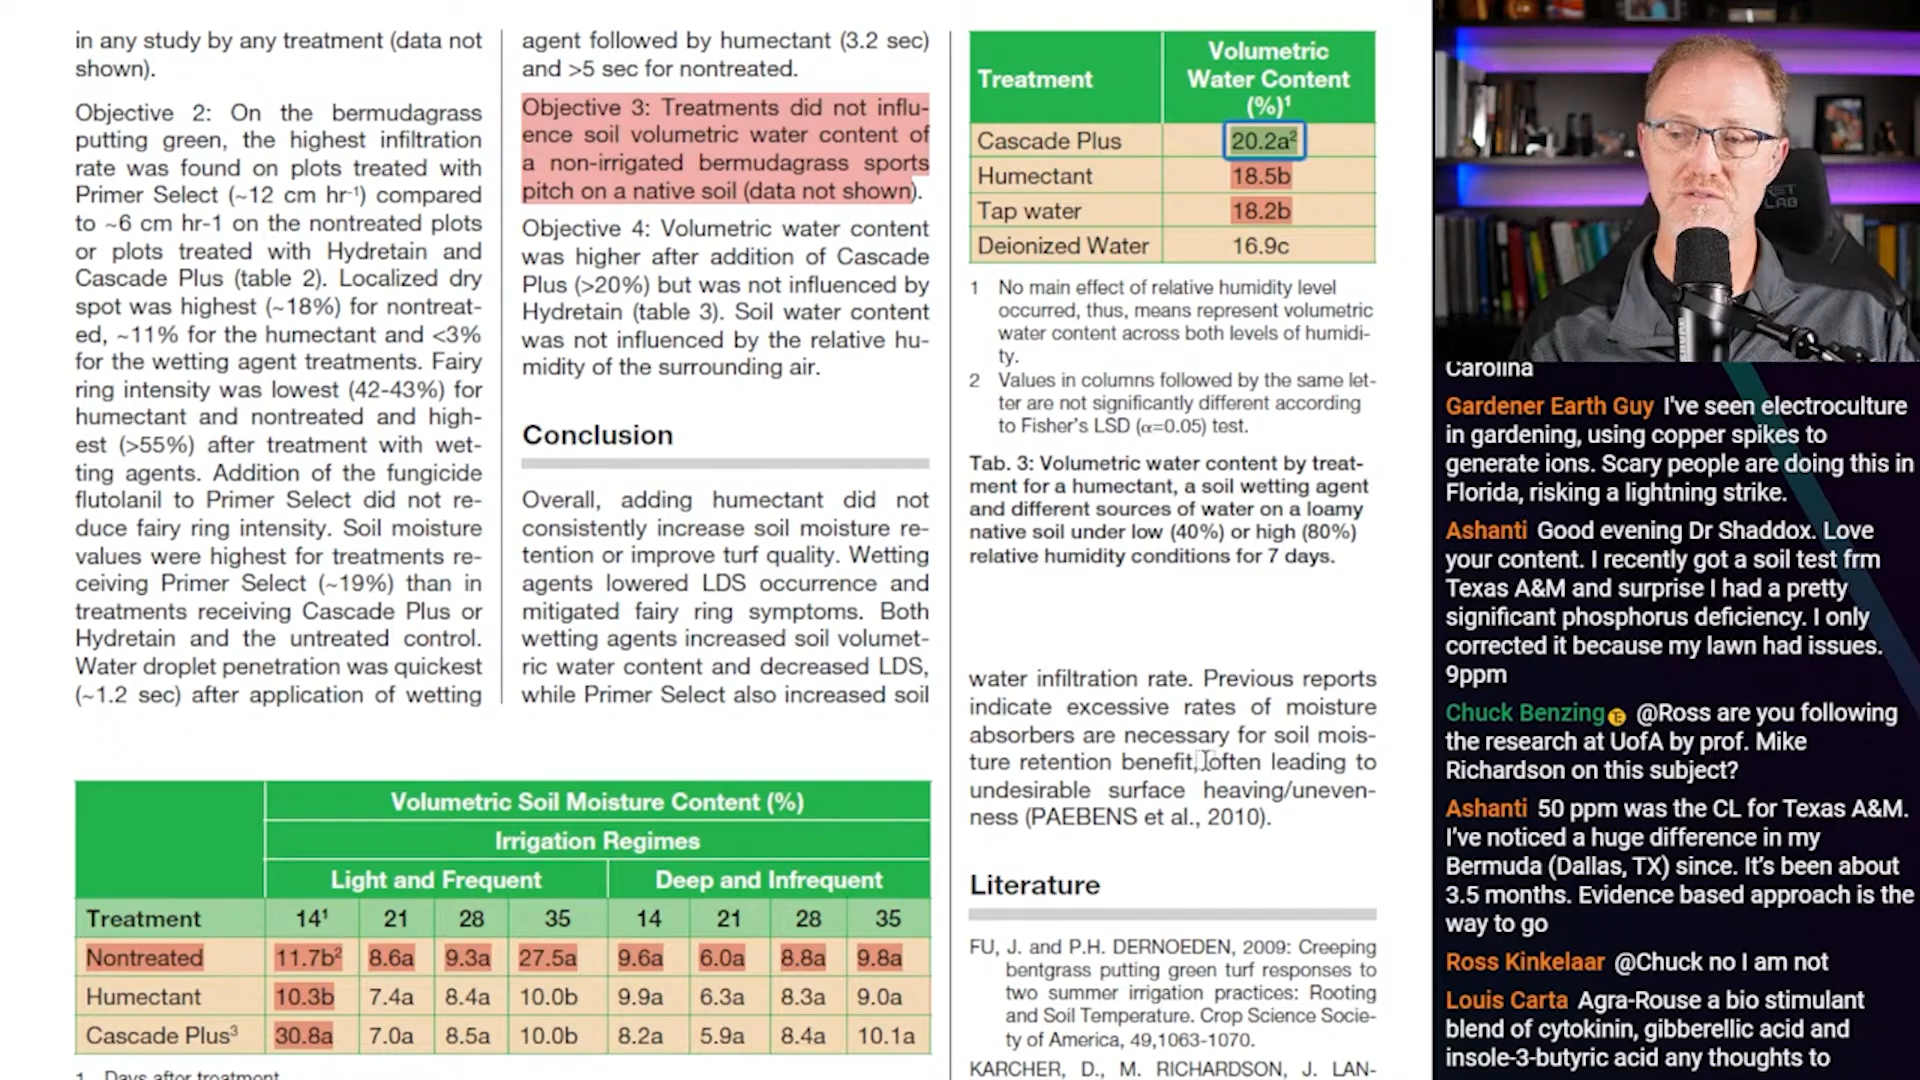 in any study by any treatment (data not
shown).
Objective 2: On the bermudagrass
putting green, the highest infiltration
rate was found on plots treated with
Primer Select (~12 cm hr-1) compared
to ~6 cm hr-1 on the nontreated plots
or plots treated with Hydretain and
Cascade Plus (table 2). Localized dry
spot was highest (~18%) for nontreat-
ed, ~11% for the humectant and <3%
for the wetting agent treatments. Fairy
ring intensity was lowest (42-43%) for
humectant and nontreated and high-
est (>55%) after treatment with wet-
ting agents. Addition of the fungicide
flutolanil to Primer Select did not re-
duce fairy ring intensity. Soil moisture
values were highest for treatments re-
ceiving Primer Select (~19%) than in
treatments receiving Cascade Plus or
Hydretain and the untreated control.
Water droplet penetration was quickest
(~1.2 sec) after application of wetting
agent followed by humectant (3.2 sec)
and >5 sec for nontreated.
Objective 3: Treatments did not influ-
ence soil volumetric water content of
a non-irrigated bermudagrass sports
pitch on a native soil (data not shown).
Objective 4: Volumetric water content
was higher after addition of Cascade
Plus (>20%) but was not influenced by
Hydretain (table 3). Soil water content
was not influenced by the relative hu-
midity of the surrounding air.
Conclusion
Overall, adding humectant did not
consistently increase soil moisture re-
tention or improve turf quality. Wetting
agents lowered LDS occurrence and
mitigated fairy ring symptoms. Both
wetting agents increased soil volumet-
ric water content and decreased LDS,
while Primer Select also increased soil
Treatment Volumetric Water Content (%)¹
Cascade Plus 20.2a²
Humectant 18.5b
Tap water 18.2b
Deionized Water 16.9c
1 No main effect of relative humidity level
occurred, thus, means represent volumetric
water content across both levels of humidi-
ty.
2 Values in columns followed by the same let-
ter are not significantly different according
to Fisher's LSD (α=0.05) test.
Tab. 3: Volumetric water content by treat-
ment for a humectant, a soil wetting agent
and different sources of water on a loamy
native soil under low (40%) or high (80%)
relative humidity conditions for 7 days.
water infiltration rate. Previous reports
indicate excessive rates of moisture
absorbers are necessary for soil mois-
ture retention benefit, often leading to
undesirable surface heaving/uneven-
ness (PAEBENS et al., 2010).
Literature
FU, J. and P.H. DERNOEDEN, 2009: Creeping
bentgrass putting green turf responses to
two summer irrigation practices: Rooting
and Soil Temperature. Crop Science Socie-
ty of America, 49,1063-1070.
KARCHER, D., M. RICHARDSON, J. LAN-
Volumetric Soil Moisture Content (%)
Irrigation Regimes
Light and Frequent Deep and Infrequent
Treatment 14¹ 21 28 35 14 21 28 35
Nontreated 11.7b² 8.6a 9.3a 27.5a 9.6a 6.0a 8.8a 9.8a
Humectant 10.3b 7.4a 8.4a 10.0b 9.9a 6.3a 8.3a 9.0a
Cascade Plus³ 30.8a 7.0a 8.5a 10.0b 8.2a 5.9a 8.4a 10.1a
1 Days after treatment
Carolina
Gardener Earth Guy I've seen electroculture
in gardening, using copper spikes to
generate ions. Scary people are doing this in
Florida, risking a lightning strike.
Ashanti Good evening Dr Shaddox. Love
your content. I recently got a soil test frm
Texas A&M and surprise I had a pretty
significant phosphorus deficiency. I only
corrected it because my lawn had issues.
9ppm
Chuck Benzing @Ross are you following
the research at UofA by prof. Mike
Richardson on this subject?
Ashanti 50 ppm was the CL for Texas A&M.
I've noticed a huge difference in my
Bermuda (Dallas, TX) since. It's been about
3.5 months. Evidence based approach is the
way to go
Ross Kinkelaar @Chuck no I am not
Louis Carta Agra-Rouse a bio stimulant
blend of cytokinin, gibberellic acid and
insole-3-butyric acid any thoughts to